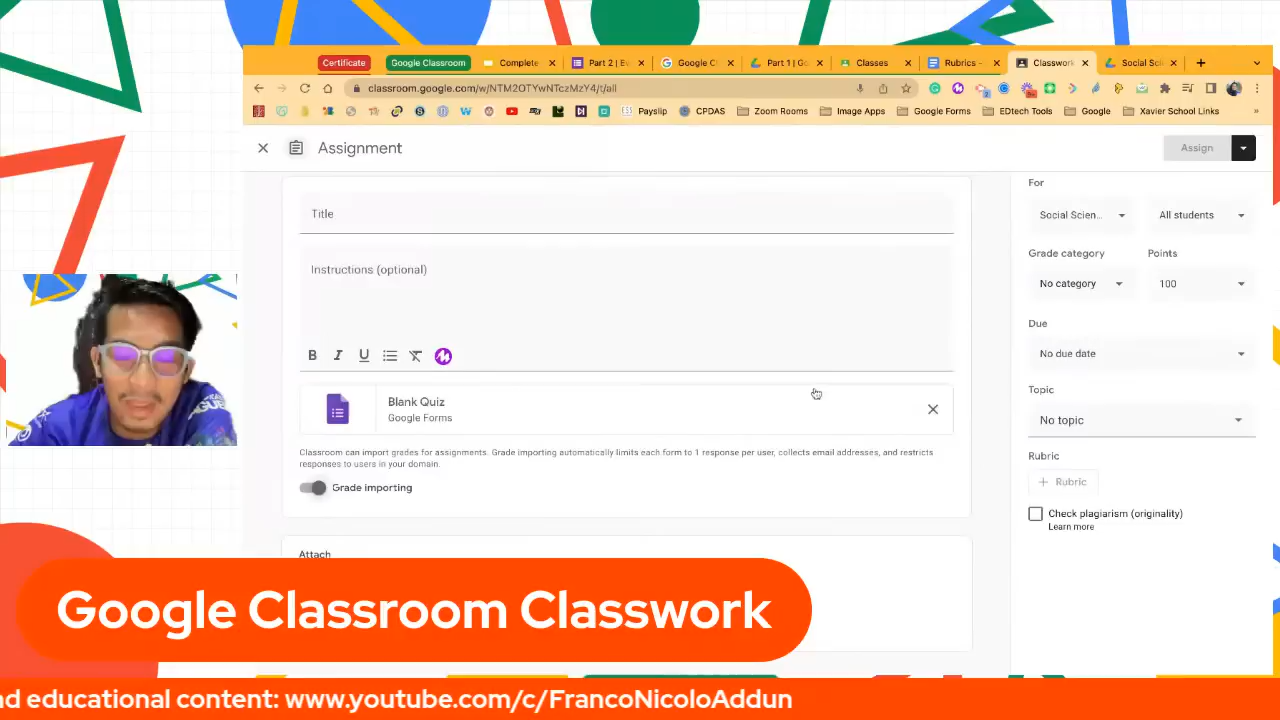 Certificate
Google Classroom
Complete
Part 2 | Ev
Google C
Part 1 | Go
Classes
Rubrics -
Classwork
Social Sci
classroom.google.com/w/NTM2OTYwNTczMzY4/t/all
Payslip
CPDAS
Zoom Rooms
Image Apps
Google Forms
EDtech Tools
Google
Xavier School Links
Assignment
Assign
Title
Instructions (optional)
B I U
Blank Quiz
Google Forms
Classroom can import grades for assignments. Grade importing automatically limits each form to 1 response per user, collects email addresses, and restricts
responses to users in your domain.
Grade importing
Attach
For
Social Scien...
All students
Grade category
Points
No category
100
Due
No due date
Topic
No topic
Rubric
+ Rubric
Check plagiarism (originality)
Learn more
Google Classroom Classwork
nd educational content: www.youtube.com/c/FrancoNicoloAddun